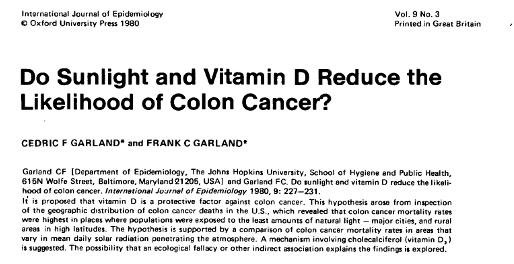 International Journal of Epidemiology
Vol. 9 No. 3
© Oxford University Press 1980
Printed in Great Britain
Do Sunlight and Vitamin D Reduce the
Likelihood of Colon Cancer?
CEDRIC F GARLAND* and FRANK C GARLAND*
Garland CF [Department of Epidemiology, The Johns Hopkins University, School of Hygiene and Public Health,
615N Wolfe Street, Baltimore, Maryland 21205, USA] and Garland FC. Do sunlight and vitamin D reduce the likeli-
hood of colon cancer. International Journal of Epidemiology 1980, 9: 227–231.
It is proposed that vitamin D is a protective factor against colon cancer. This hypothesis arose from inspection
of the geographic distribution of colon cancer deaths in the U.S., which revealed that colon cancer mortality rates
were highest in places where populations were exposed to the least amounts of natural light – major cities, and rural
areas in high latitudes. The hypothesis is supported by a comparison of colon cancer mortality rates in areas that
vary in mean daily solar radiation penetrating the atmosphere. A mechanism involving cholecalciferol (vitamin D₃)
is suggested. The possibility that an ecological fallacy or other indirect association explains the findings is explored.